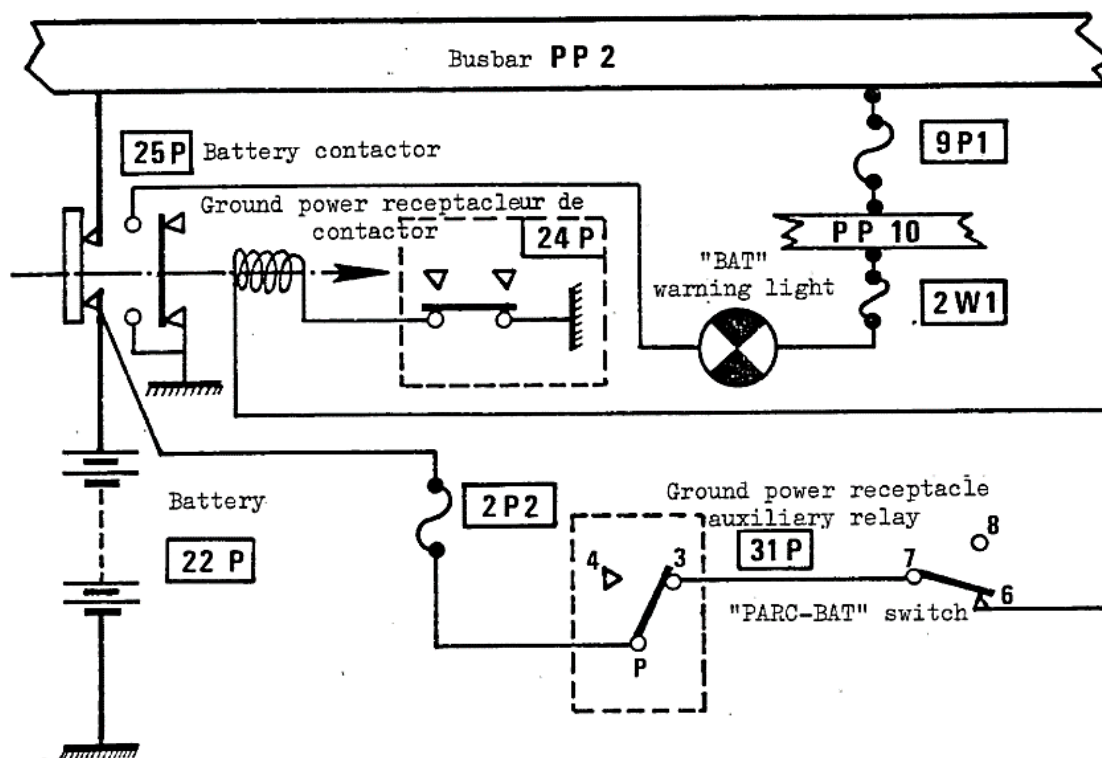 Busbar PP 2
25P Battery contactor
9P1
Ground power receptacleur de
contactor
24 P
PP 10
"BAT"
warning light
2W1
Battery
22 P
2P2
Ground power receptacle
auxiliary relay
31P
8
4
3
7
6
"PARC-BAT" switch
P